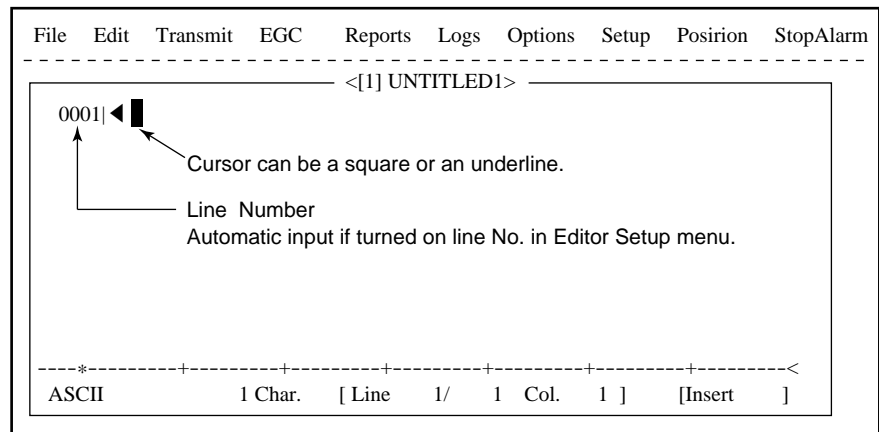 File Edit Transmit EGC Reports Logs Options Setup Posirion StopAlarm
<[1] UNTITLED1>
0001|◄
Cursor can be a square or an underline.
Line Number
Automatic input if turned on line No. in Editor Setup menu.
----*---------+---------+---------+---------+---------+---------+---------<
ASCII 1 Char. [ Line 1/ 1 Col. 1 ] [Insert ]